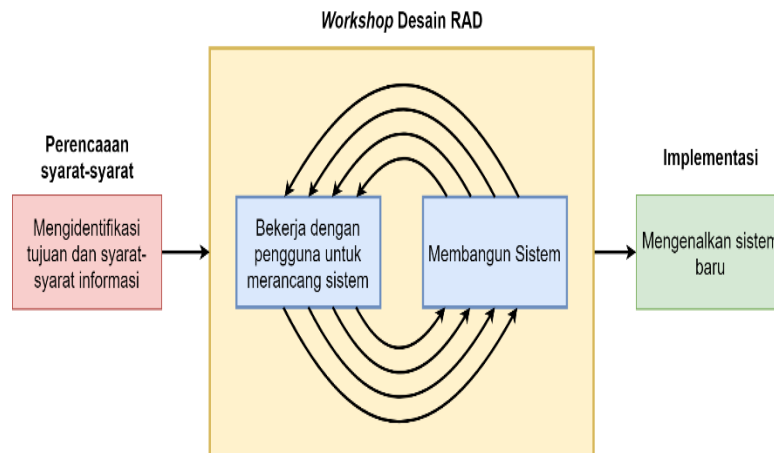 Workshop Desain RAD
Perencaaan
syarat-syarat
Mengidentifikasi
tujuan dan syarat-
syarat informasi
Bekerja dengan
pengguna untuk
merancang sistem
Membangun Sistem
Implementasi
Mengenalkan sistem
baru